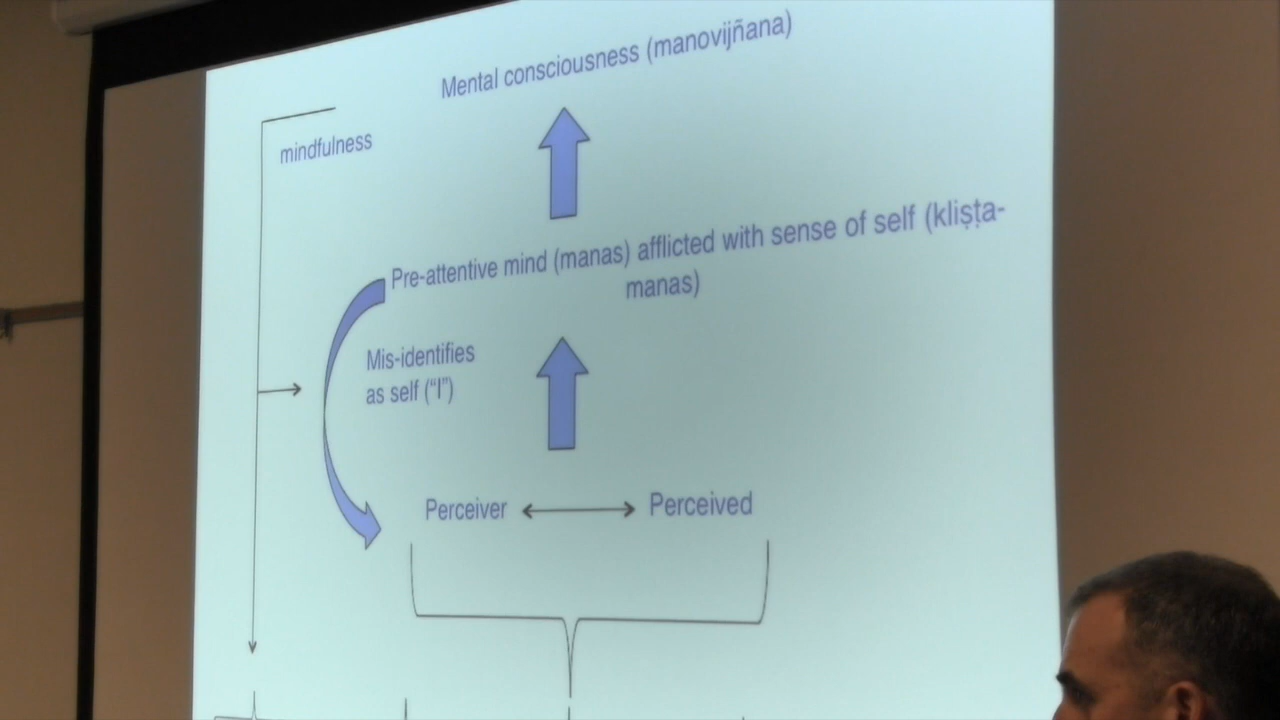 Mental consciousness (manovijñana)
mindfulness
Pre-attentive mind (manas) afflicted with sense of self (kliṣṭa-
manas)
Mis-identifies
as self (“I”)
Perceiver
Perceived